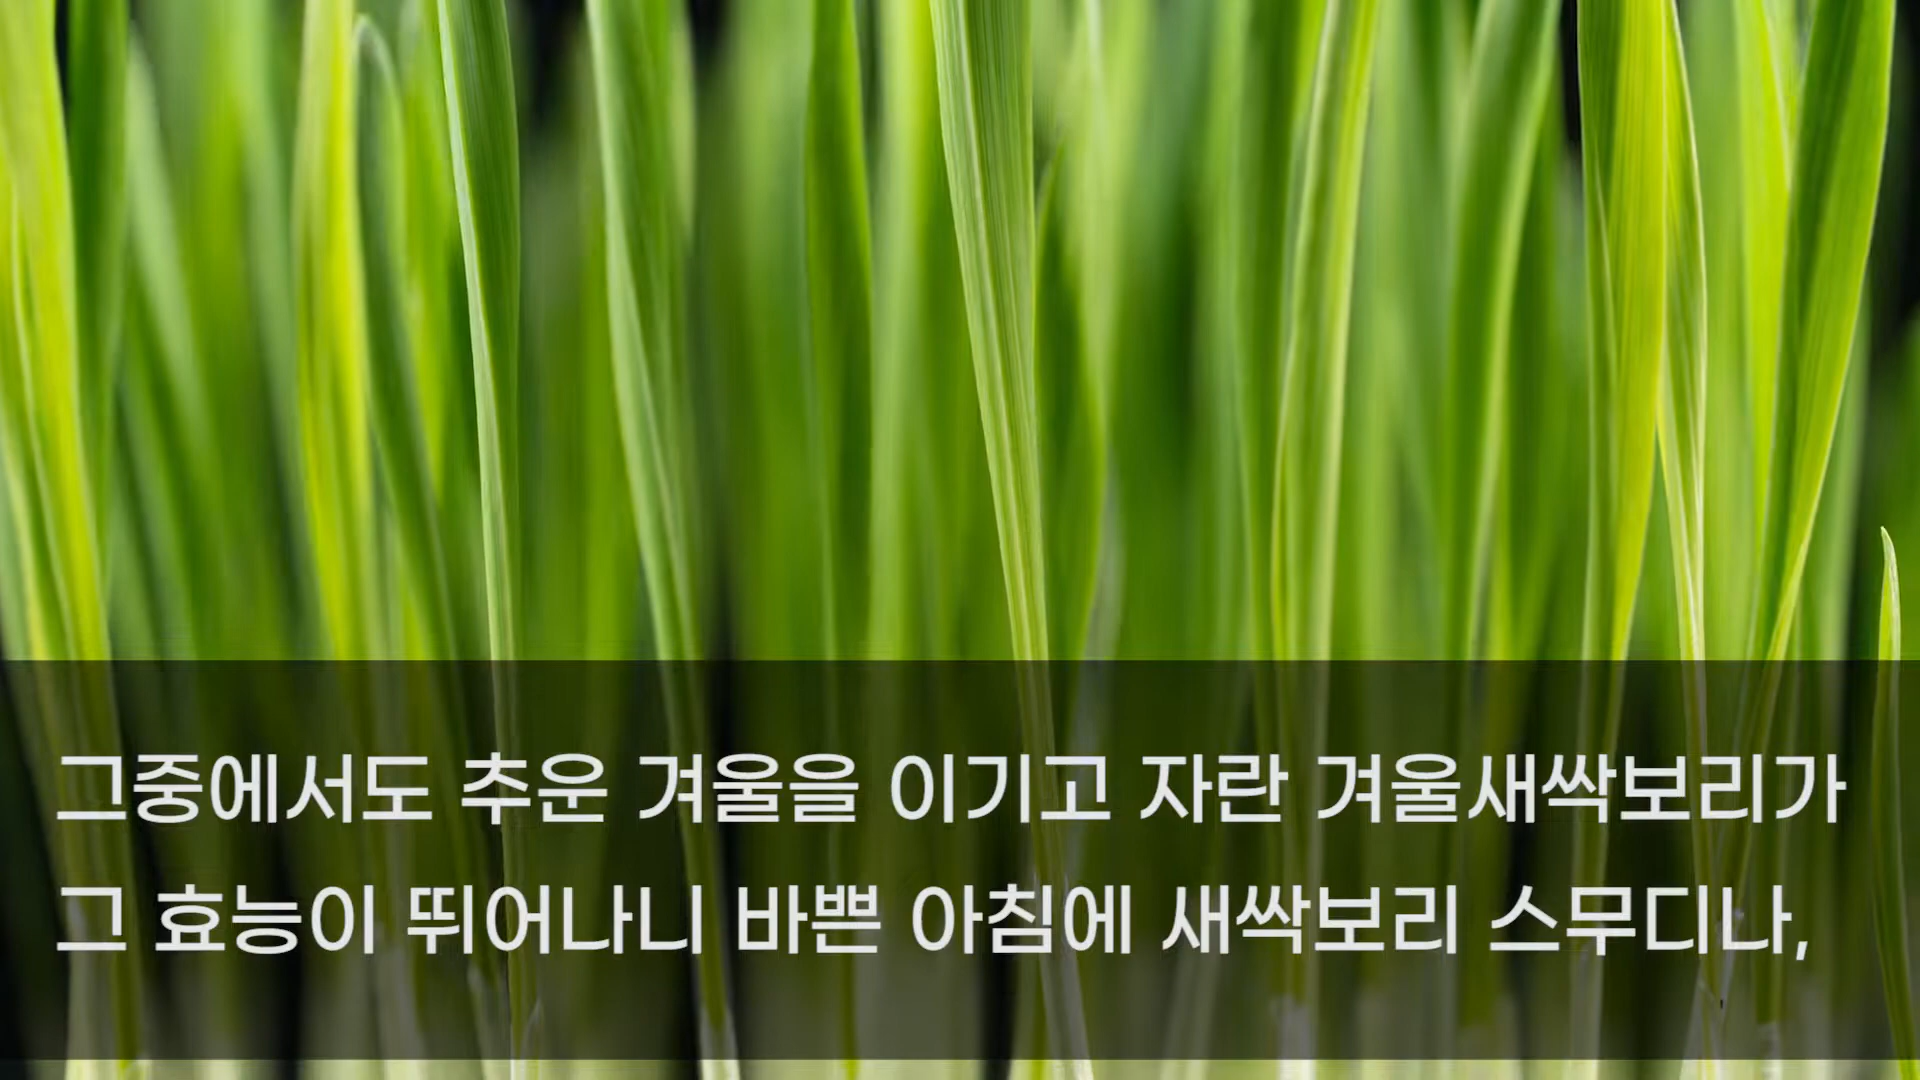 그중에서도 추운 겨울을 이기고 자란 겨울새싹보리가
그 효능이 뛰어나니 바쁜 아침에 새싹보리 스무디나,